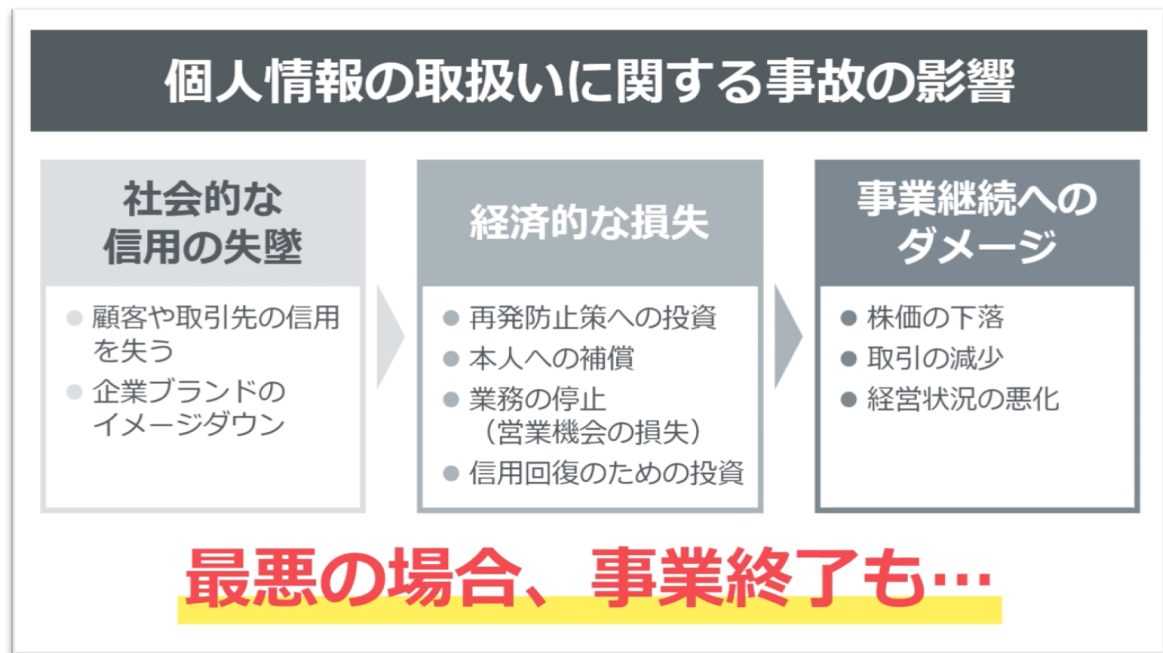 個人情報の取扱いに関する事故の影響
社会的な
信用の失墜
● 顧客や取引先の信用
を失う
● 企業ブランドの
イメージダウン
経済的な損失
● 再発防止策への投資
● 本人への補償
● 業務の停止
（営業機会の損失）
● 信用回復のための投資
事業継続への
ダメージ
● 株価の下落
● 取引の減少
● 経営状況の悪化
最悪の場合、事業終了も…